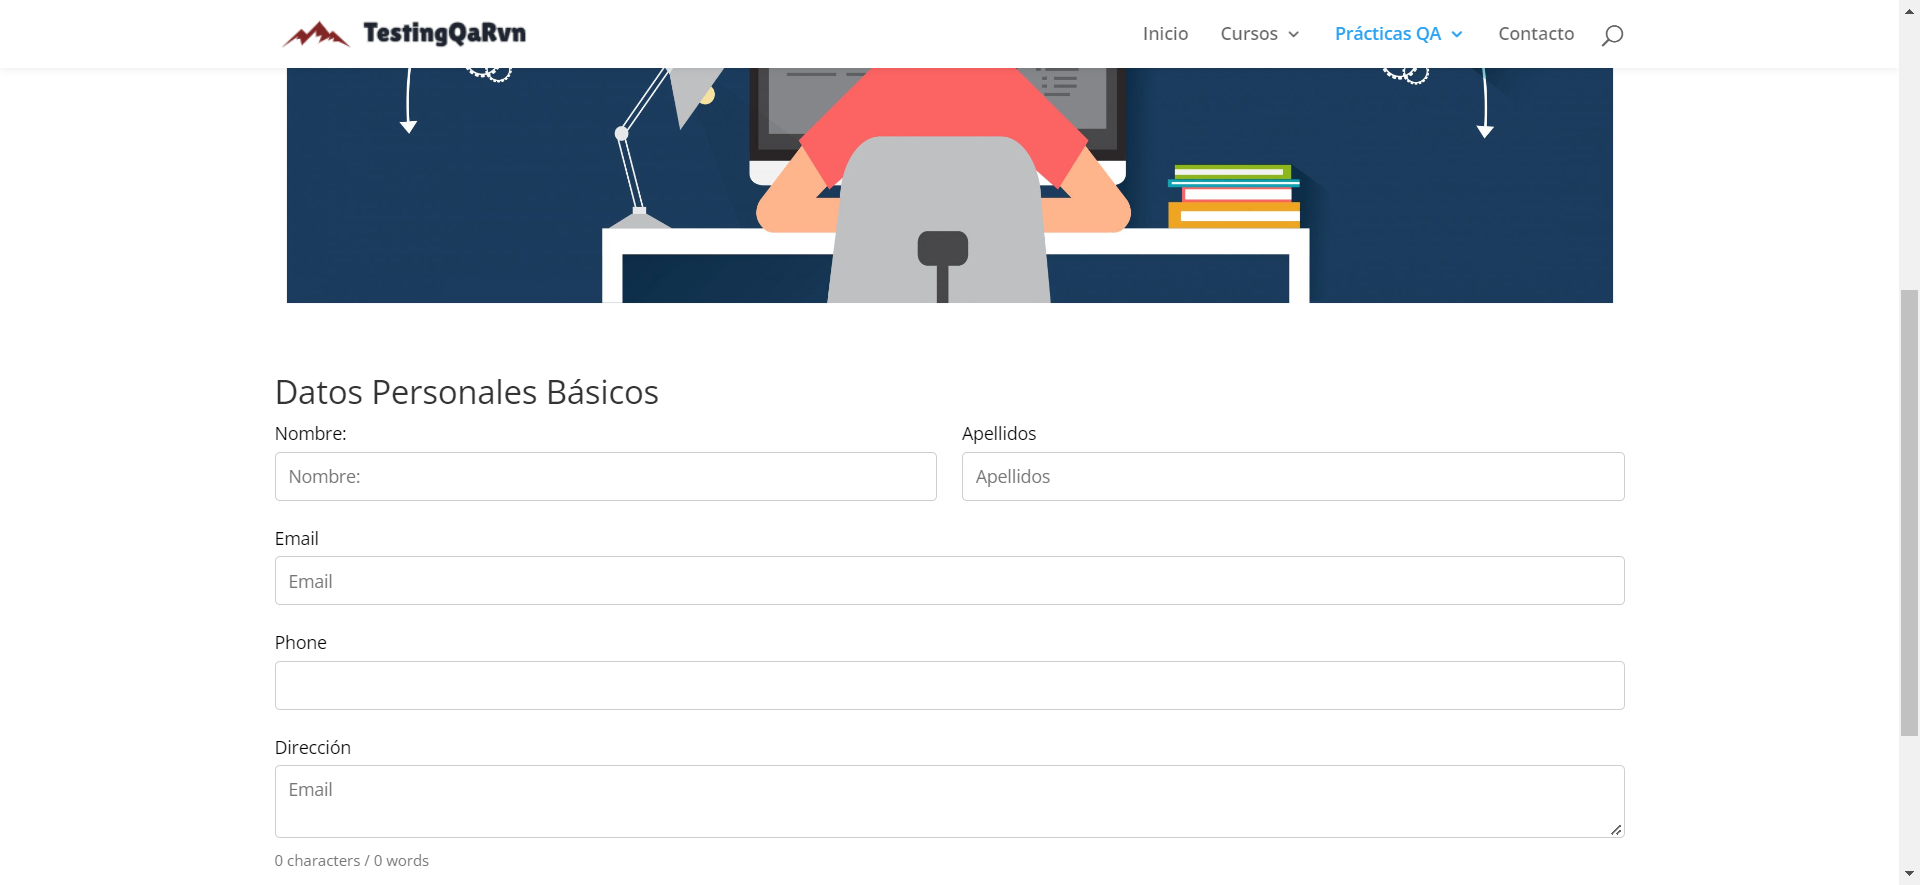 TestingQaRvn
Inicio Cursos Prácticas QA Contacto
Datos Personales Básicos
Nombre: Apellidos
Nombre: Apellidos
Email
Email
Phone
Dirección
Email
0 characters / 0 words